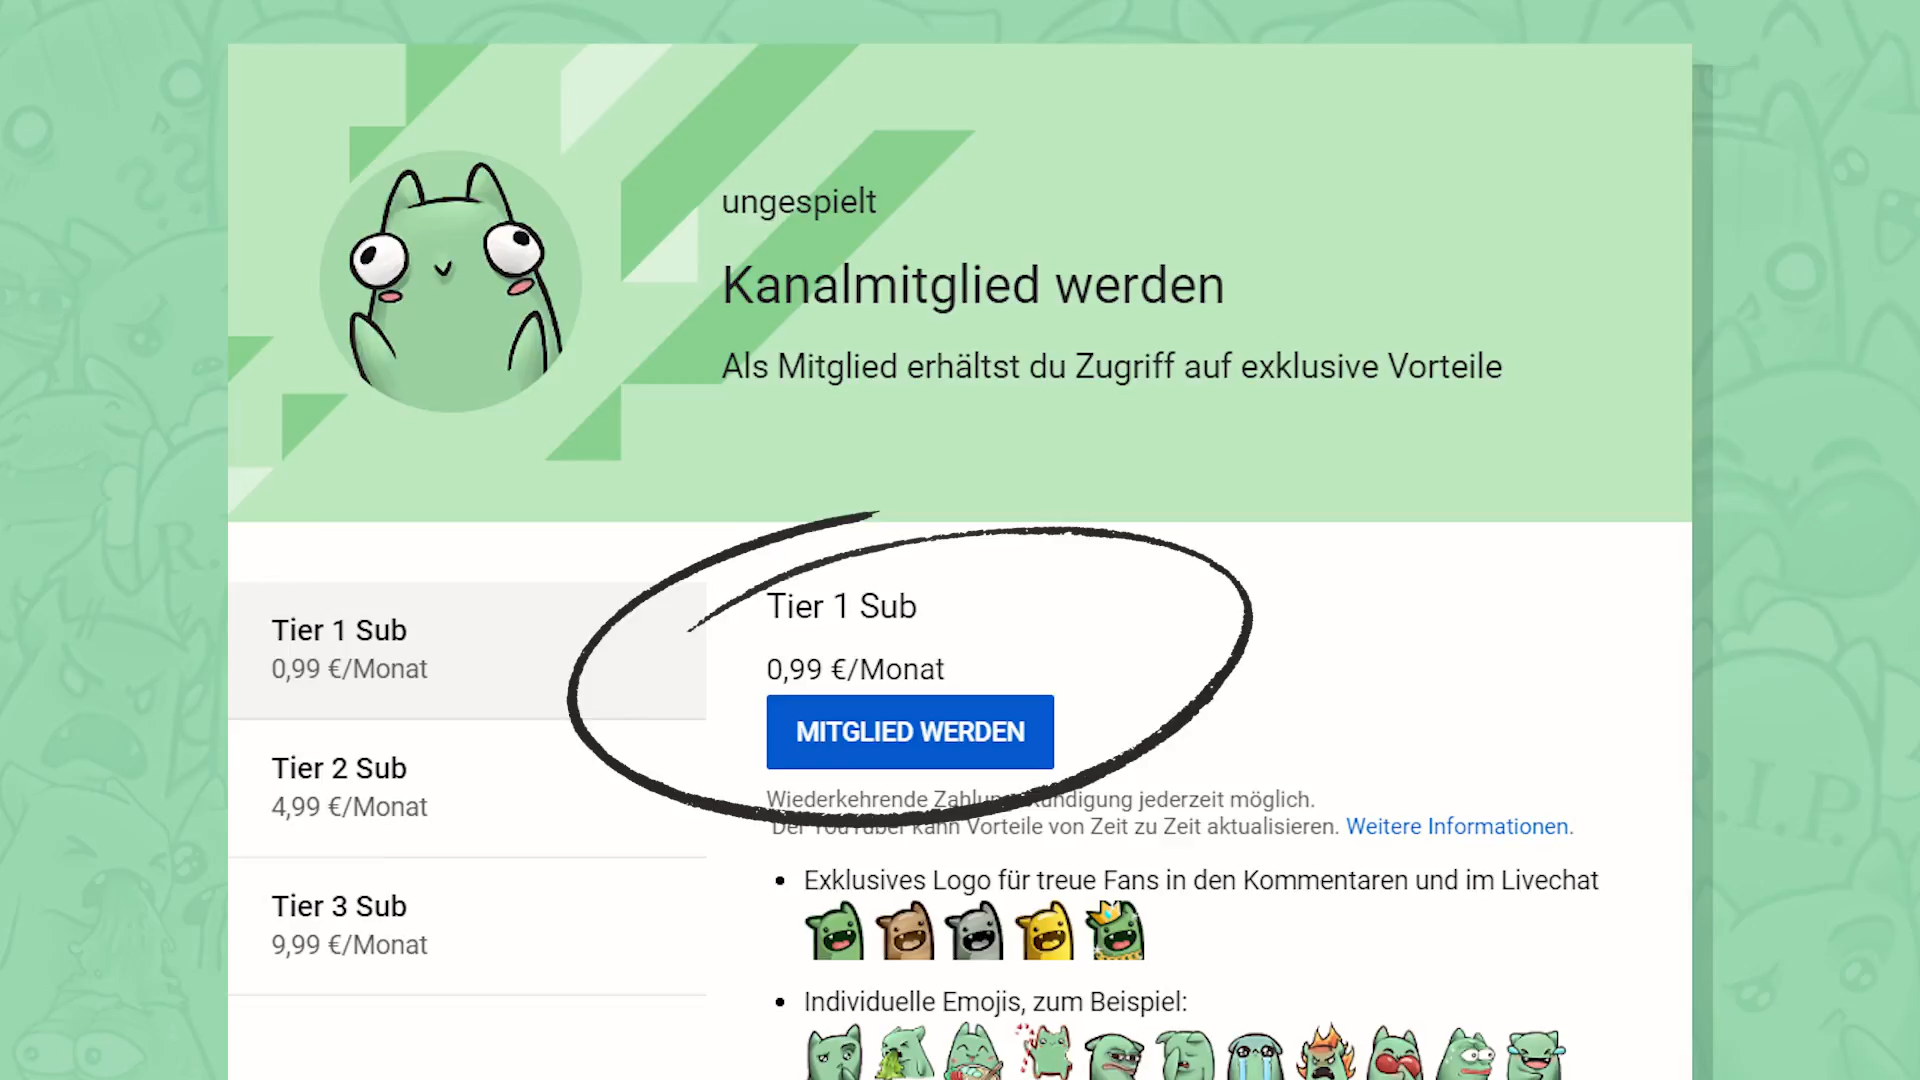 ungespielt
Kanalmitglied werden
Als Mitglied erhältst du Zugriff auf exklusive Vorteile
Tier 1 Sub
0,99 €/Monat
Tier 2 Sub
4,99 €/Monat
Tier 3 Sub
9,99 €/Monat
Tier 1 Sub
0,99 €/Monat
MITGLIED WERDEN
Wiederkehrende Zahlung. Kündigung jederzeit möglich.
Der YouTuber kann Vorteile von Zeit zu Zeit aktualisieren. Weitere Informationen.
• Exklusives Logo für treue Fans in den Kommentaren und im Livechat
• Individuelle Emojis, zum Beispiel:
R.
R.I.P.